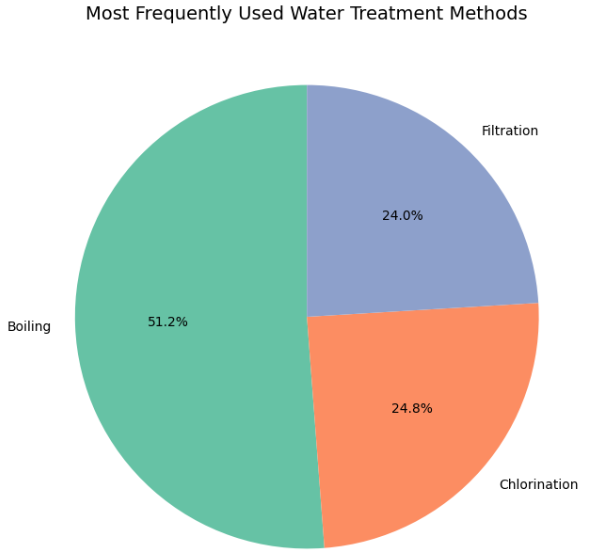 Most Frequently Used Water Treatment Methods
Filtration
24.0%
Boiling
51.2%
24.8%
Chlorination